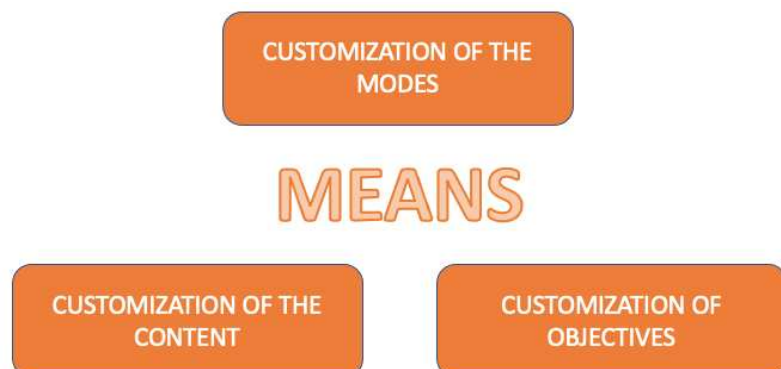 CUSTOMIZATION OF THE
MODES
MEANS
CUSTOMIZATION OF THE
CONTENT
CUSTOMIZATION OF
OBJECTIVES